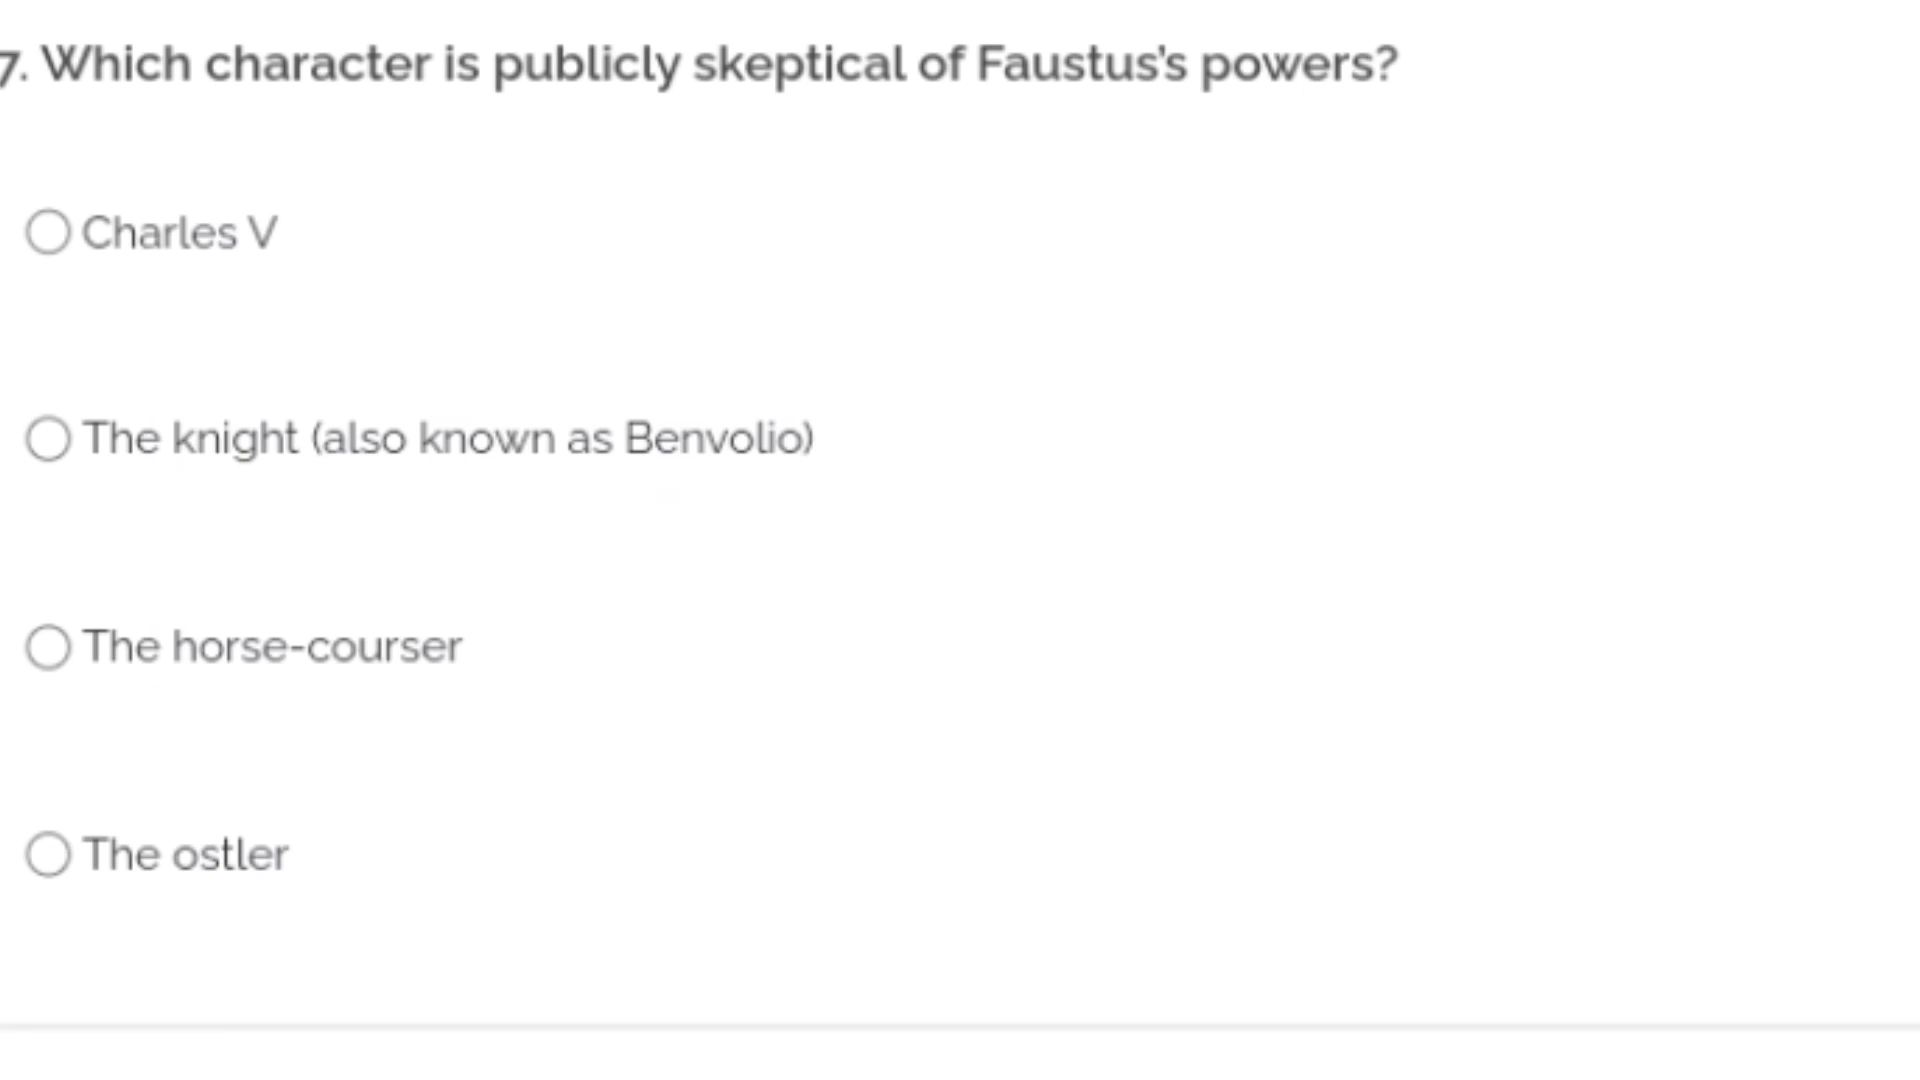 7. Which character is publicly skeptical of Faustus's powers?
Charles V
The knight (also known as Benvolio)
The horse-courser
The ostler